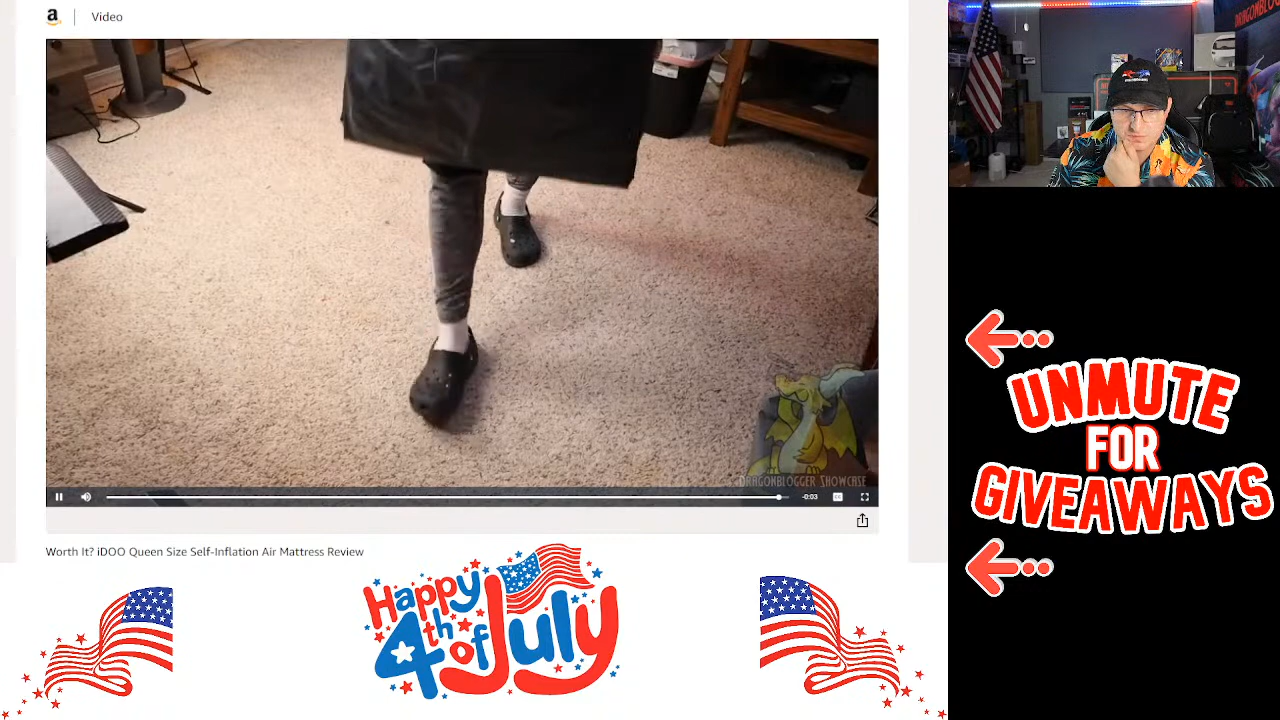 a
Video
DRAGONBLOGGER SHOWCASE
-0:03
CC
Worth It? iDOO Queen Size Self-Inflation Air Mattress Review
Happy
4th
of
July
UNMUTE
FOR
GIVEAWAYS